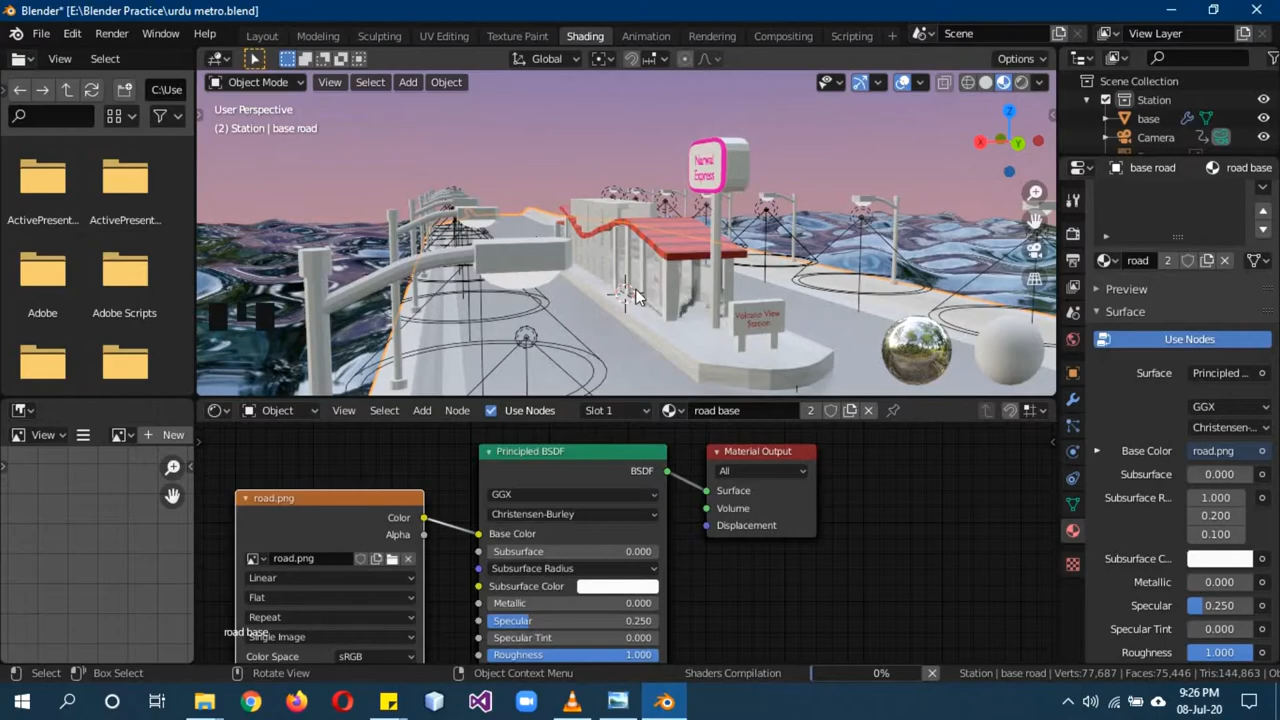 Blender* [E:\Blender Practice\urdu metro.blend]
File Edit Render Window Help Layout Modeling Sculpting UV Editing Texture Paint Shading Animation Rendering Compositing Scripting Scene View Layer
View Select Global Options
C:\Use Object Mode View Select Add Object Scene Collection
Station
User Perspective
(2) Station | base road
base
Camera
Z
X
Y
Narwal
Express
base road road base
ActivePresent... ActivePresent...
road 2
Preview
Surface
Adobe Adobe Scripts
Volcano View
Station
Use Nodes
Surface Principled ...
GGX
Christensen-...
Object View Select Add Node Use Nodes Slot 1 road base 2
View New
Base Color road.png
Subsurface 0.000
Subsurface R... 1.000
0.200
0.100
Subsurface C...
Metallic 0.000
Specular 0.250
Specular Tint 0.000
Roughness 1.000
road.png
Color
Alpha
road.png
Linear
Flat
Repeat
Single Image
Color Space sRGB
road base
Principled BSDF
BSDF
GGX
Christensen-Burley
Base Color
Subsurface 0.000
Subsurface Radius
Subsurface Color
Metallic 0.000
Specular 0.250
Specular Tint 0.000
Roughness 1.000
Material Output
All
Surface
Volume
Displacement
Select Box Select Rotate View Object Context Menu Shaders Compilation 0% Station | base road | Verts:77,687 | Faces:75,446 | Tris:144,863 | O
9:26 PM
08-Jul-20